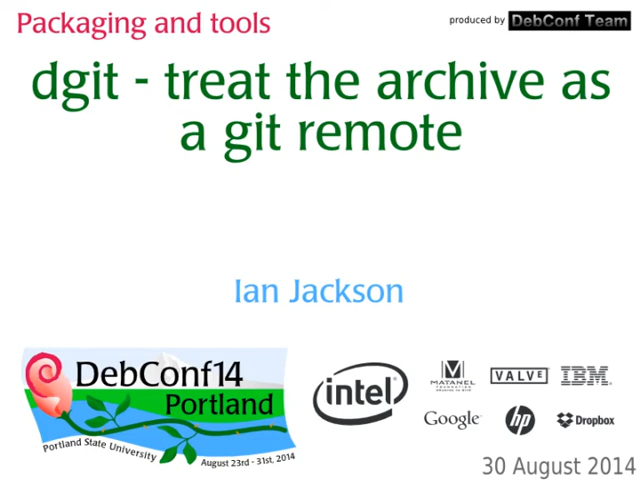 Packaging and tools
produced by DebConf Team
dgit - treat the archive as
a git remote
Ian Jackson
DebConf14
Portland
Portland State University
August 23rd - 31st, 2014
intel
MATANEL
FOUNDATION
VALVE
IBM
Google
hp
Dropbox
30 August 2014